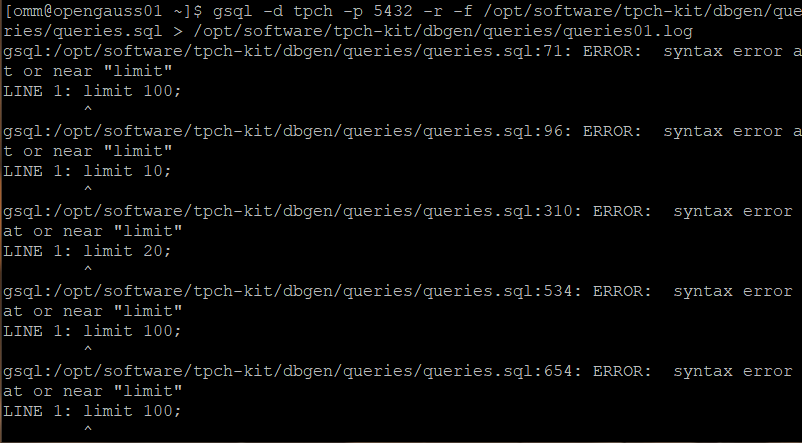 [omm@opengauss01 ~]$ gsql -d tpch -p 5432 -r -f /opt/software/tpch-kit/dbgen/que
ries/queries.sql > /opt/software/tpch-kit/dbgen/queries/queries01.log
gsql:/opt/software/tpch-kit/dbgen/queries/queries.sql:71: ERROR:  syntax error a
t or near "limit"
LINE 1: limit 100;
        ^
gsql:/opt/software/tpch-kit/dbgen/queries/queries.sql:96: ERROR:  syntax error a
t or near "limit"
LINE 1: limit 10;
        ^
gsql:/opt/software/tpch-kit/dbgen/queries/queries.sql:310: ERROR:  syntax error
at or near "limit"
LINE 1: limit 20;
        ^
gsql:/opt/software/tpch-kit/dbgen/queries/queries.sql:534: ERROR:  syntax error
at or near "limit"
LINE 1: limit 100;
        ^
gsql:/opt/software/tpch-kit/dbgen/queries/queries.sql:654: ERROR:  syntax error
at or near "limit"
LINE 1: limit 100;
        ^